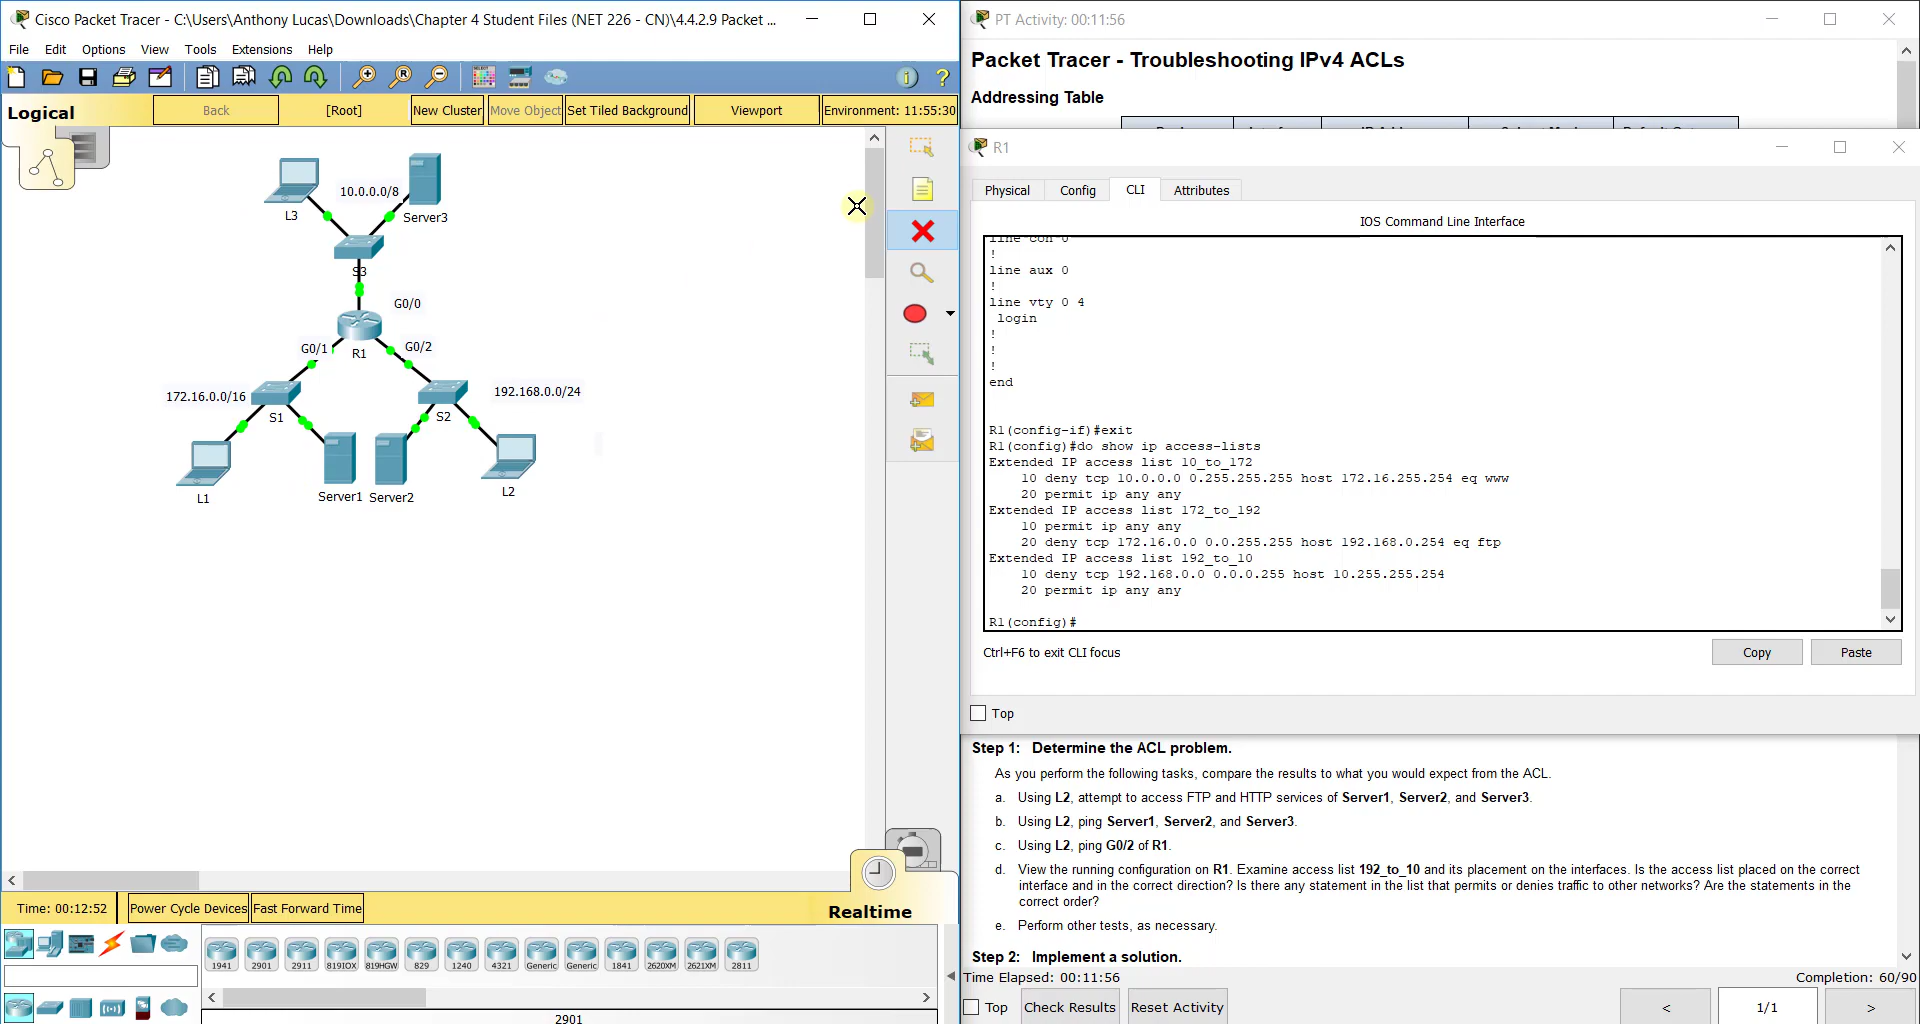 Cisco Packet Tracer - C:\Users\Anthony Lucas\Downloads\Chapter 4 Student Files (NET 226 - CN)\4.4.2.9 Packet ...
File Edit Options View Tools Extensions Help
Logical
Back
[Root]
New Cluster
Move Object
Set Tiled Background
Viewport
Environment: 11:55:30
10.0.0.0/8
L3
Server3
S3
G0/0
G0/1
R1
G0/2
172.16.0.0/16
S1
S2
192.168.0.0/24
L1
Server1
Server2
L2
Time: 00:12:52
Power Cycle Devices
Fast Forward Time
Realtime
1941
2901
2911
819IOX
819HGW
829
1240
4321
Generic
Generic
1841
2620XM
2621XM
2811
2901
PT Activity: 00:11:56
Packet Tracer - Troubleshooting IPv4 ACLs
Addressing Table
R1
Physical
Config
CLI
Attributes
IOS Command Line Interface
line con 0
!
line aux 0
!
line vty 0 4
login
!
!
!
end
R1(config-if)#exit
R1(config)#do show ip access-lists
Extended IP access list 10_to_172
10 deny tcp 10.0.0.0 0.255.255.255 host 172.16.255.254 eq www
20 permit ip any any
Extended IP access list 172_to_192
10 permit ip any any
20 deny tcp 172.16.0.0 0.0.255.255 host 192.168.0.254 eq ftp
Extended IP access list 192_to_10
10 deny tcp 192.168.0.0 0.0.0.255 host 10.255.255.254
20 permit ip any any
R1(config)#
Ctrl+F6 to exit CLI focus
Copy
Paste
Top
Step 1: Determine the ACL problem.
As you perform the following tasks, compare the results to what you would expect from the ACL.
a. Using L2, attempt to access FTP and HTTP services of Server1, Server2, and Server3.
b. Using L2, ping Server1, Server2, and Server3.
c. Using L2, ping G0/2 of R1.
d. View the running configuration on R1. Examine access list 192_to_10 and its placement on the interfaces. Is the access list placed on the correct
interface and in the correct direction? Is there any statement in the list that permits or denies traffic to other networks? Are the statements in the
correct order?
e. Perform other tests, as necessary.
Step 2: Implement a solution.
Time Elapsed: 00:11:56
Completion: 60/90
Top
Check Results
Reset Activity
<
1/1
>